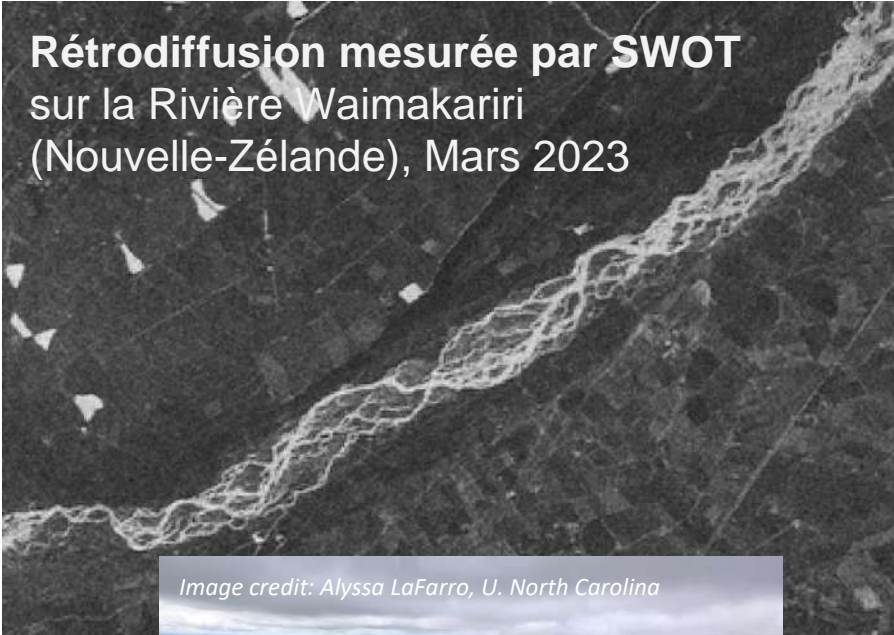 Rétrodiffusion mesurée par SWOT
sur la Rivière Waimakariri
(Nouvelle-Zélande), Mars 2023
Image credit: Alyssa LaFarro, U. North Carolina